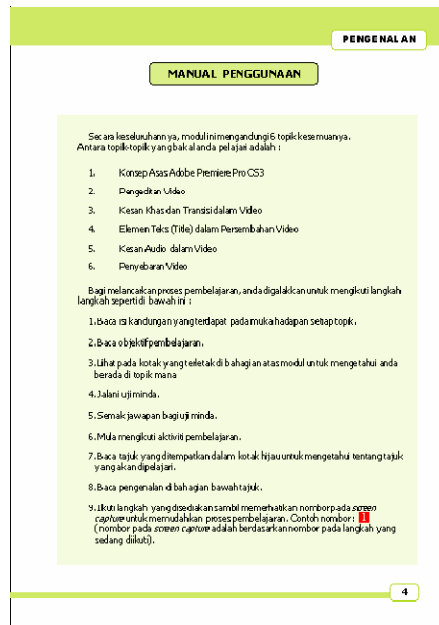 PENGENALAN
MANUAL PENGGUNAAN
Secara keseluruhannya, modul ini mengandungi 6 topik kesemuanya.
Antara topik-topik yang bakal anda pelajari adalah :
1. Konsep Asas Adobe Premiere Pro CS3
2. Pengeditan Video
3. Kesan Khas dan Transisi dalam Video
4. Elemen Teks (Title) dalam Persembahan Video
5. Kesan Audio dalam Video
6. Penyebaran Video
Bagi melancarkan proses pembelajaran, anda digalakkan untuk mengikuti langkah
langkah seperti di bawah ini :
1. Baca isi kandungan yang terdapat pada muka hadapan setiap topik.
2. Baca objektif pembelajaran.
3. Lihat pada kotak yang terletak di bahagian atas modul untuk mengetahui anda
berada di topik mana
4. Jalani uji minda.
5. Semak jawapan bagi uji minda.
6. Mula mengikuti aktiviti pembelajaran.
7. Baca tajuk yang ditempatkan dalam kotak hijau untuk mengetahui tentang tajuk
yang akan dipelajari.
8. Baca pengenalan di bahagian bawah tajuk.
9. Ikuti langkah yang disediakan sambil memerhatikan nombor pada screen
capture untuk memudahkan proses pembelajaran. Contoh nombor : 1
( nombor pada screen capture adalah berdasarkan nombor pada langkah yang
sedang diikuti).
4